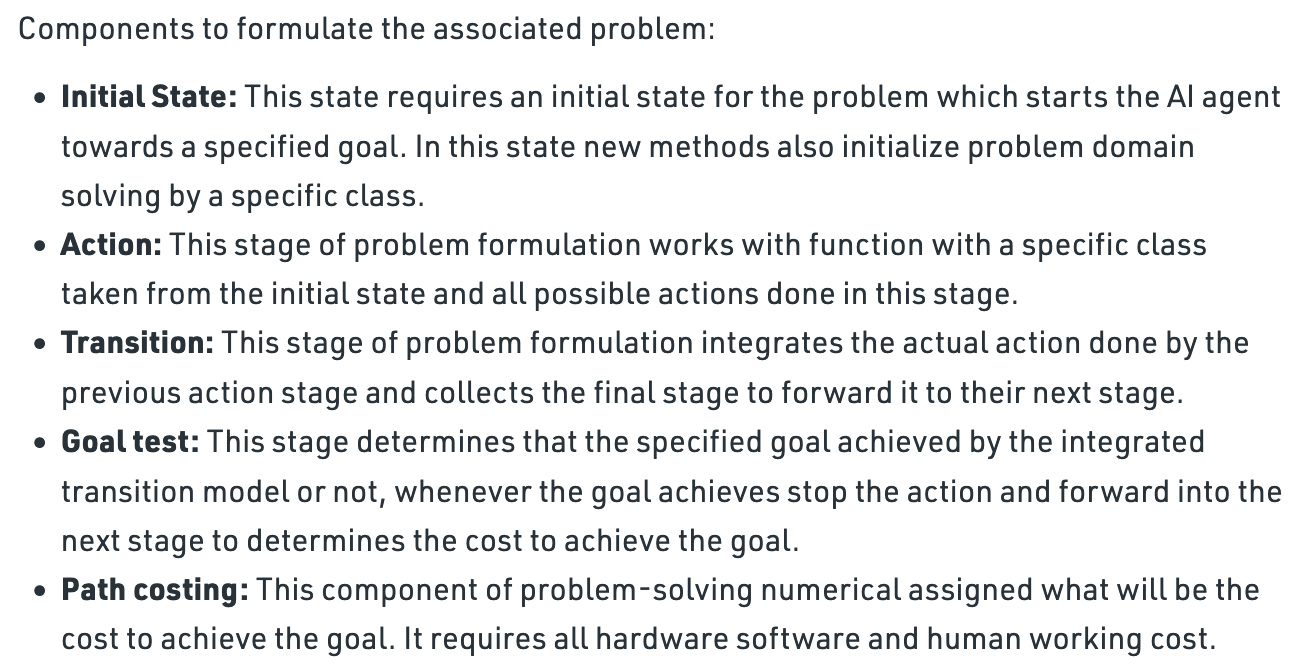 Components to formulate the associated problem:
• Initial State: This state requires an initial state for the problem which starts the AI agent
towards a specified goal. In this state new methods also initialize problem domain
solving by a specific class.
• Action: This stage of problem formulation works with function with a specific class
taken from the initial state and all possible actions done in this stage.
• Transition: This stage of problem formulation integrates the actual action done by the
previous action stage and collects the final stage to forward it to their next stage.
• Goal test: This stage determines that the specified goal achieved by the integrated
transition model or not, whenever the goal achieves stop the action and forward into the
next stage to determines the cost to achieve the goal.
• Path costing: This component of problem-solving numerical assigned what will be the
cost to achieve the goal. It requires all hardware software and human working cost.